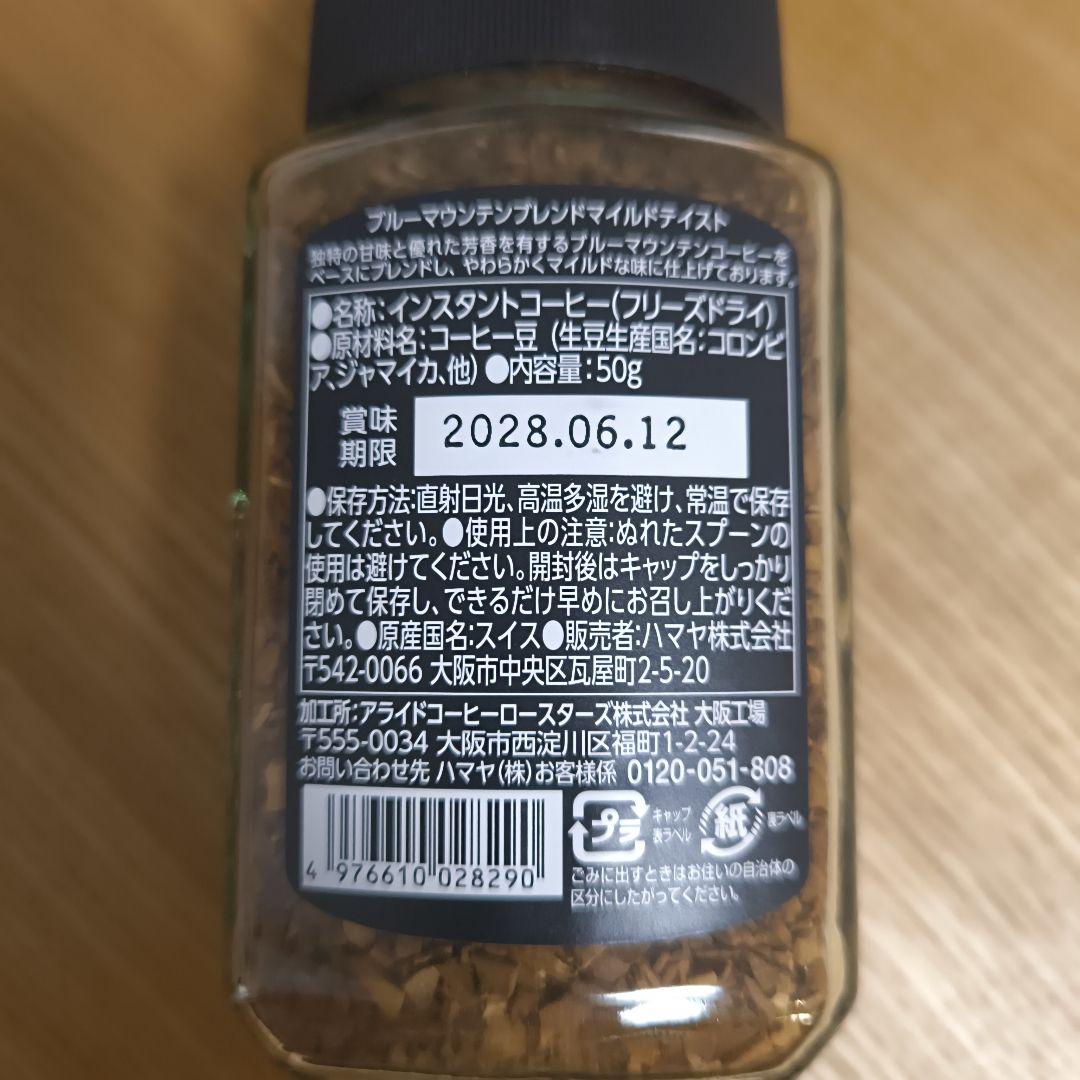 ブルーマウンテンブレンドマイルドテイスト
独特の甘味と優れた芳香を有するブルーマウンテンコーヒーを
ベースにブレンドし、やわらかくマイルドな味に仕上げております。
●名称:インスタントコーヒー(フリーズドライ)
●原材料名:コーヒー豆(生豆生産国名:コロンビ
ア、ジャマイカ、他)●内容量:50g
賞味
期限
2028.06.12
●保存方法:直射日光、高温多湿を避け、常温で保存
してください。●使用上の注意:ぬれたスプーンの
使用は避けてください。開封後はキャップをしっかり
閉めて保存し、できるだけ早めにお召し上がりくだ
さい。●原産国名:スイス●販売者:ハマヤ株式会社
〒542-0066 大阪市中央区瓦屋町2-5-20
加工所:アライドコーヒーロースターズ株式会社 大阪工場
〒555-0034 大阪市西淀川区福町1-2-24
お問い合わせ先 ハマヤ(株)お客様係 0120-051-808
プラ
キャップ
表ラベル
紙
裏ラベル
4 976610 028290
ごみに出すときはお住いの自治体の
区分にしたがってください。